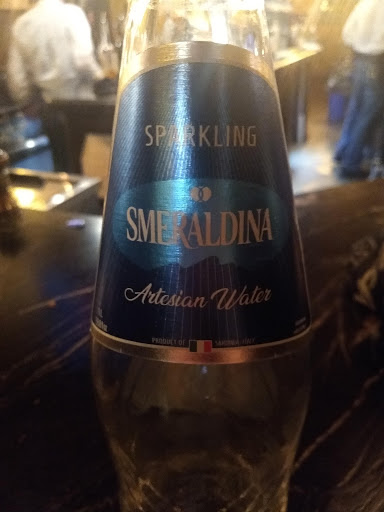 SPARKLING
SMERALDINA
Artesian Water
PRODUCT OF SARDINIA - ITALY